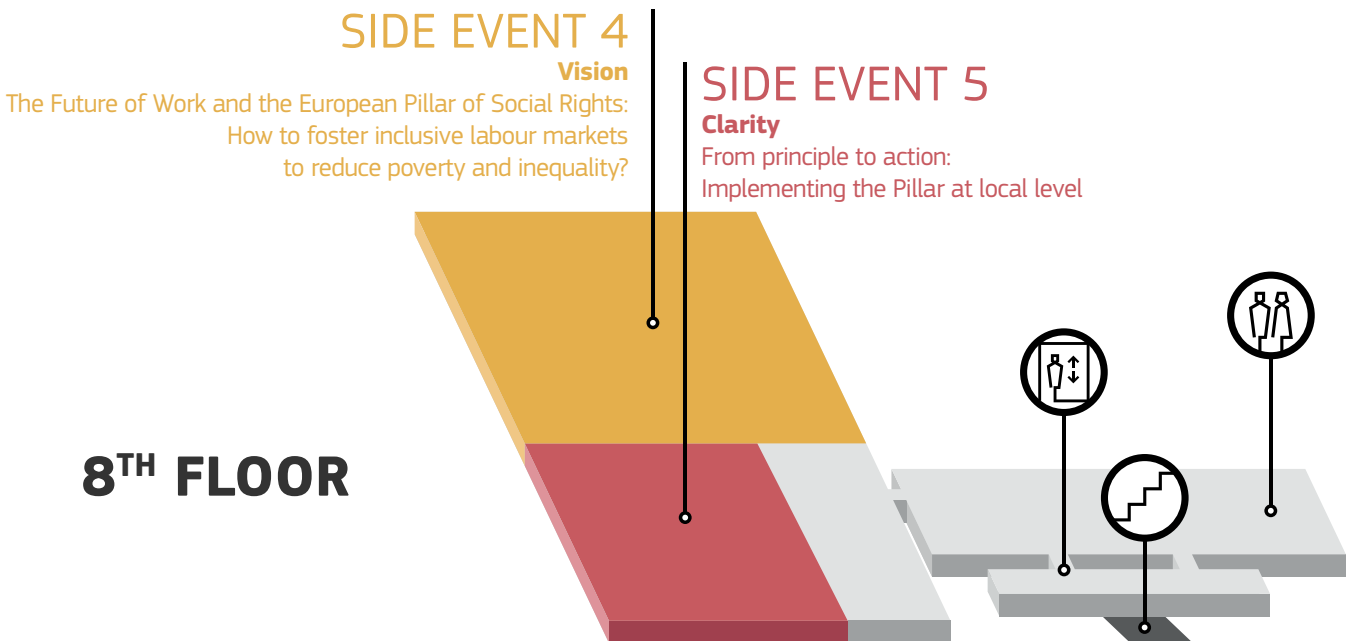 SIDE EVENT 4
Vision
The Future of Work and the European Pillar of Social Rights:
How to foster inclusive labour markets
to reduce poverty and inequality?
SIDE EVENT 5
Clarity
From principle to action:
Implementing the Pillar at local level
8TH FLOOR